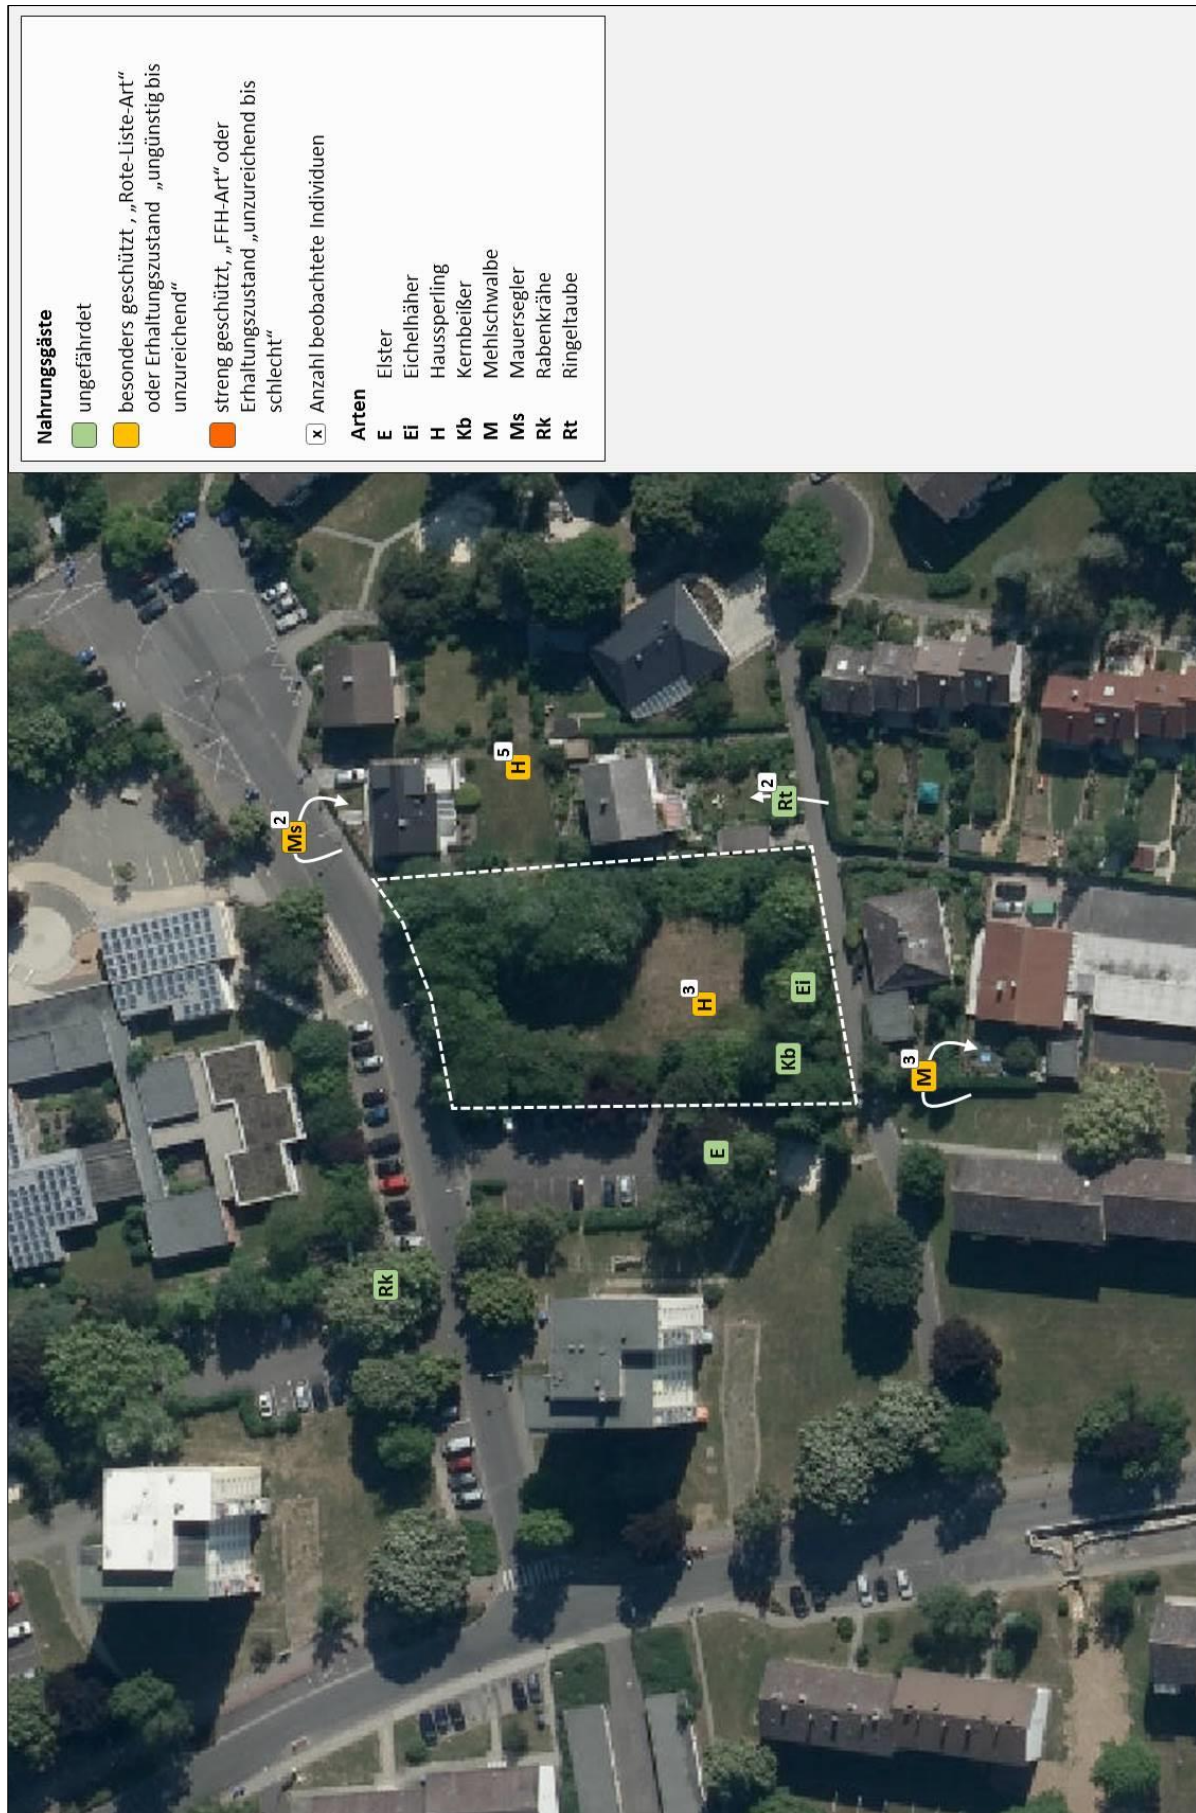 Nahrungsgäste
ungefährdet
besonders geschützt , „Rote-Liste-Art“
oder Erhaltungszustand „ungünstig bis
unzureichend“
streng geschützt, „FFH-Art“ oder
Erhaltungszustand „unzureichend bis
schlecht“
x Anzahl beobachtete Individuen
Arten
E Elster
Ei Eichelhäher
H Haussperling
Kb Kernbeißer
M Mehlschwalbe
Ms Mauersegler
Rk Rabenkrähe
Rt Ringeltaube
Ms 2
H 5
Rt 2
H 3
Ei
Kb
M 3
E
Rk